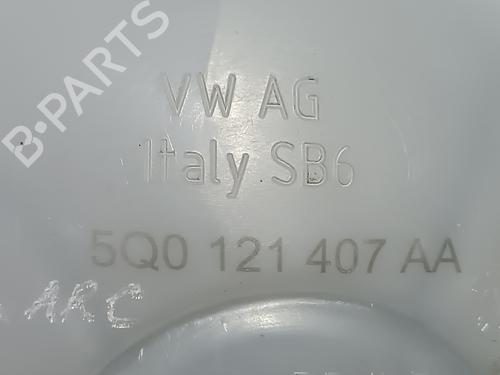 B-PARTS
VW AG
Italy SB6
5Q0 121 407 AA
ARC